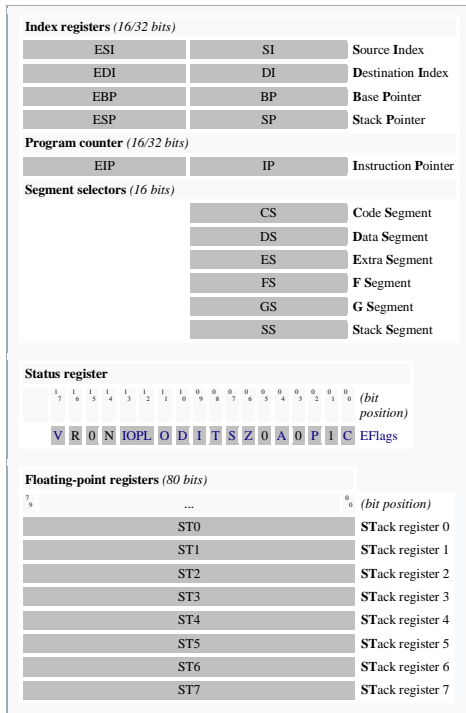 Index registers (16/32 bits)
ESI SI Source Index
EDI DI Destination Index
EBP BP Base Pointer
ESP SP Stack Pointer
Program counter (16/32 bits)
EIP IP Instruction Pointer
Segment selectors (16 bits)
CS Code Segment
DS Data Segment
ES Extra Segment
FS F Segment
GS G Segment
SS Stack Segment
Status register
17 16 15 14 13 12 11 10 09 08 07 06 05 04 03 02 01 00 (bit
position)
V R 0 N IOPL O D I T S Z 0 A 0 P 1 C EFlags
Floating-point registers (80 bits)
79 ... 00 (bit position)
ST0 STack register 0
ST1 STack register 1
ST2 STack register 2
ST3 STack register 3
ST4 STack register 4
ST5 STack register 5
ST6 STack register 6
ST7 STack register 7